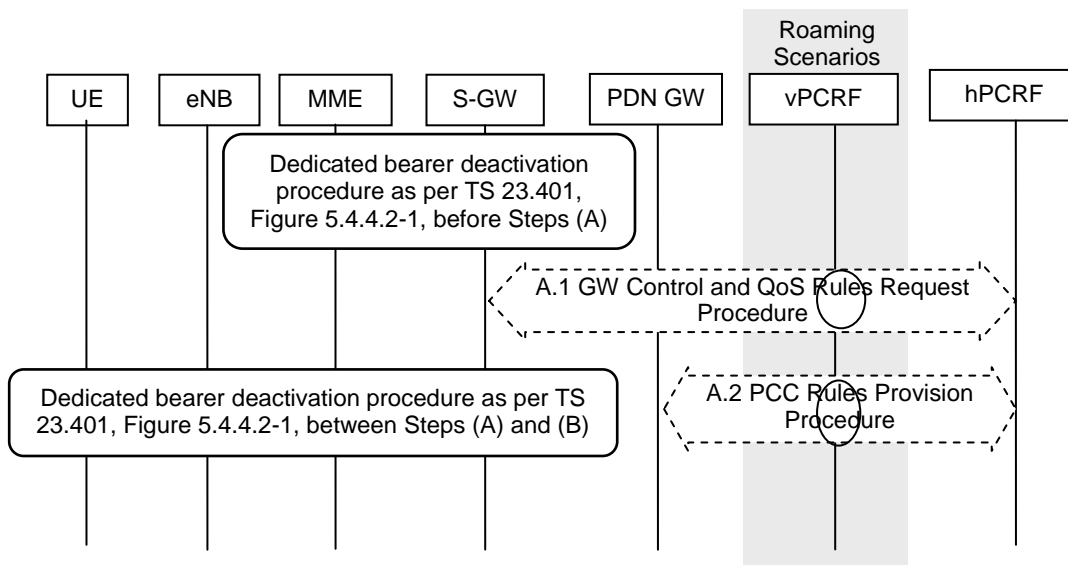 Roaming
Scenarios
UE
eNB
MME
S-GW
PDN GW
vPCRF
hPCRF
Dedicated bearer deactivation
procedure as per TS 23.401,
Figure 5.4.4.2-1, before Steps (A)
A.1 GW Control and QoS Rules Request
Procedure
Dedicated bearer deactivation procedure as per TS
23.401, Figure 5.4.4.2-1, between Steps (A) and (B)
A.2 PCC Rules Provision
Procedure